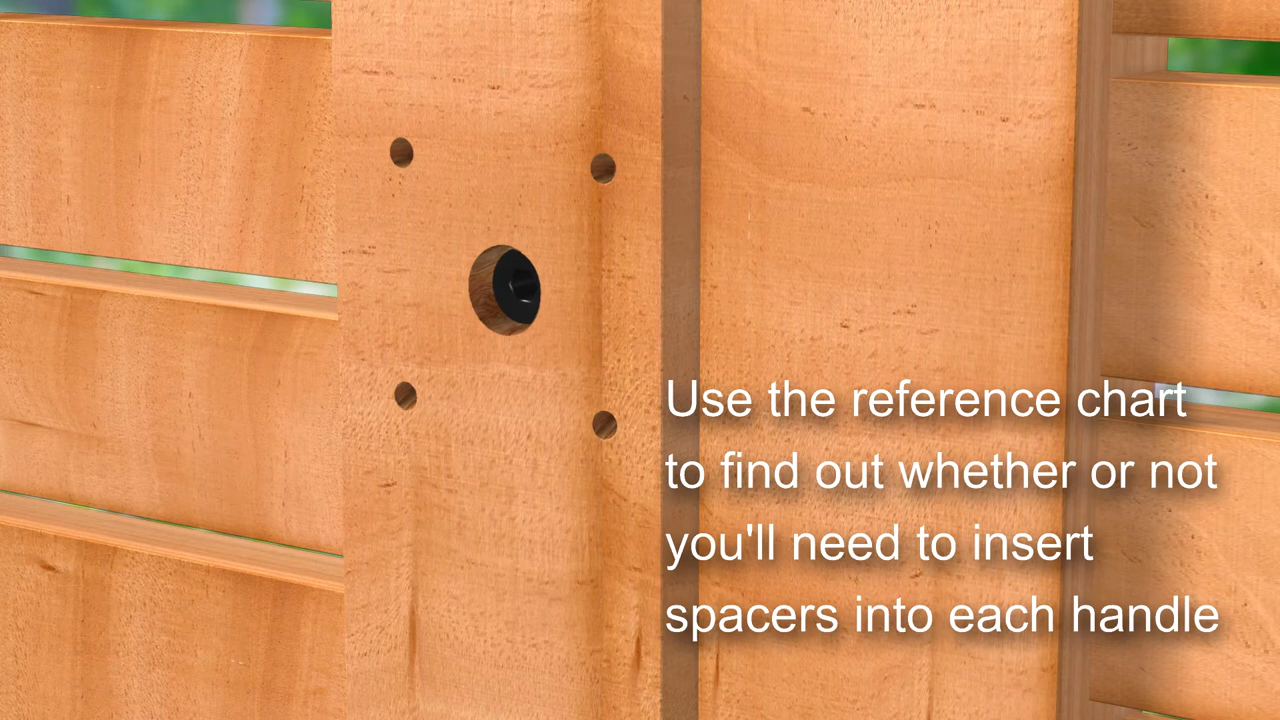 Use the reference chart
to find out whether or not
you'll need to insert
spacers into each handle